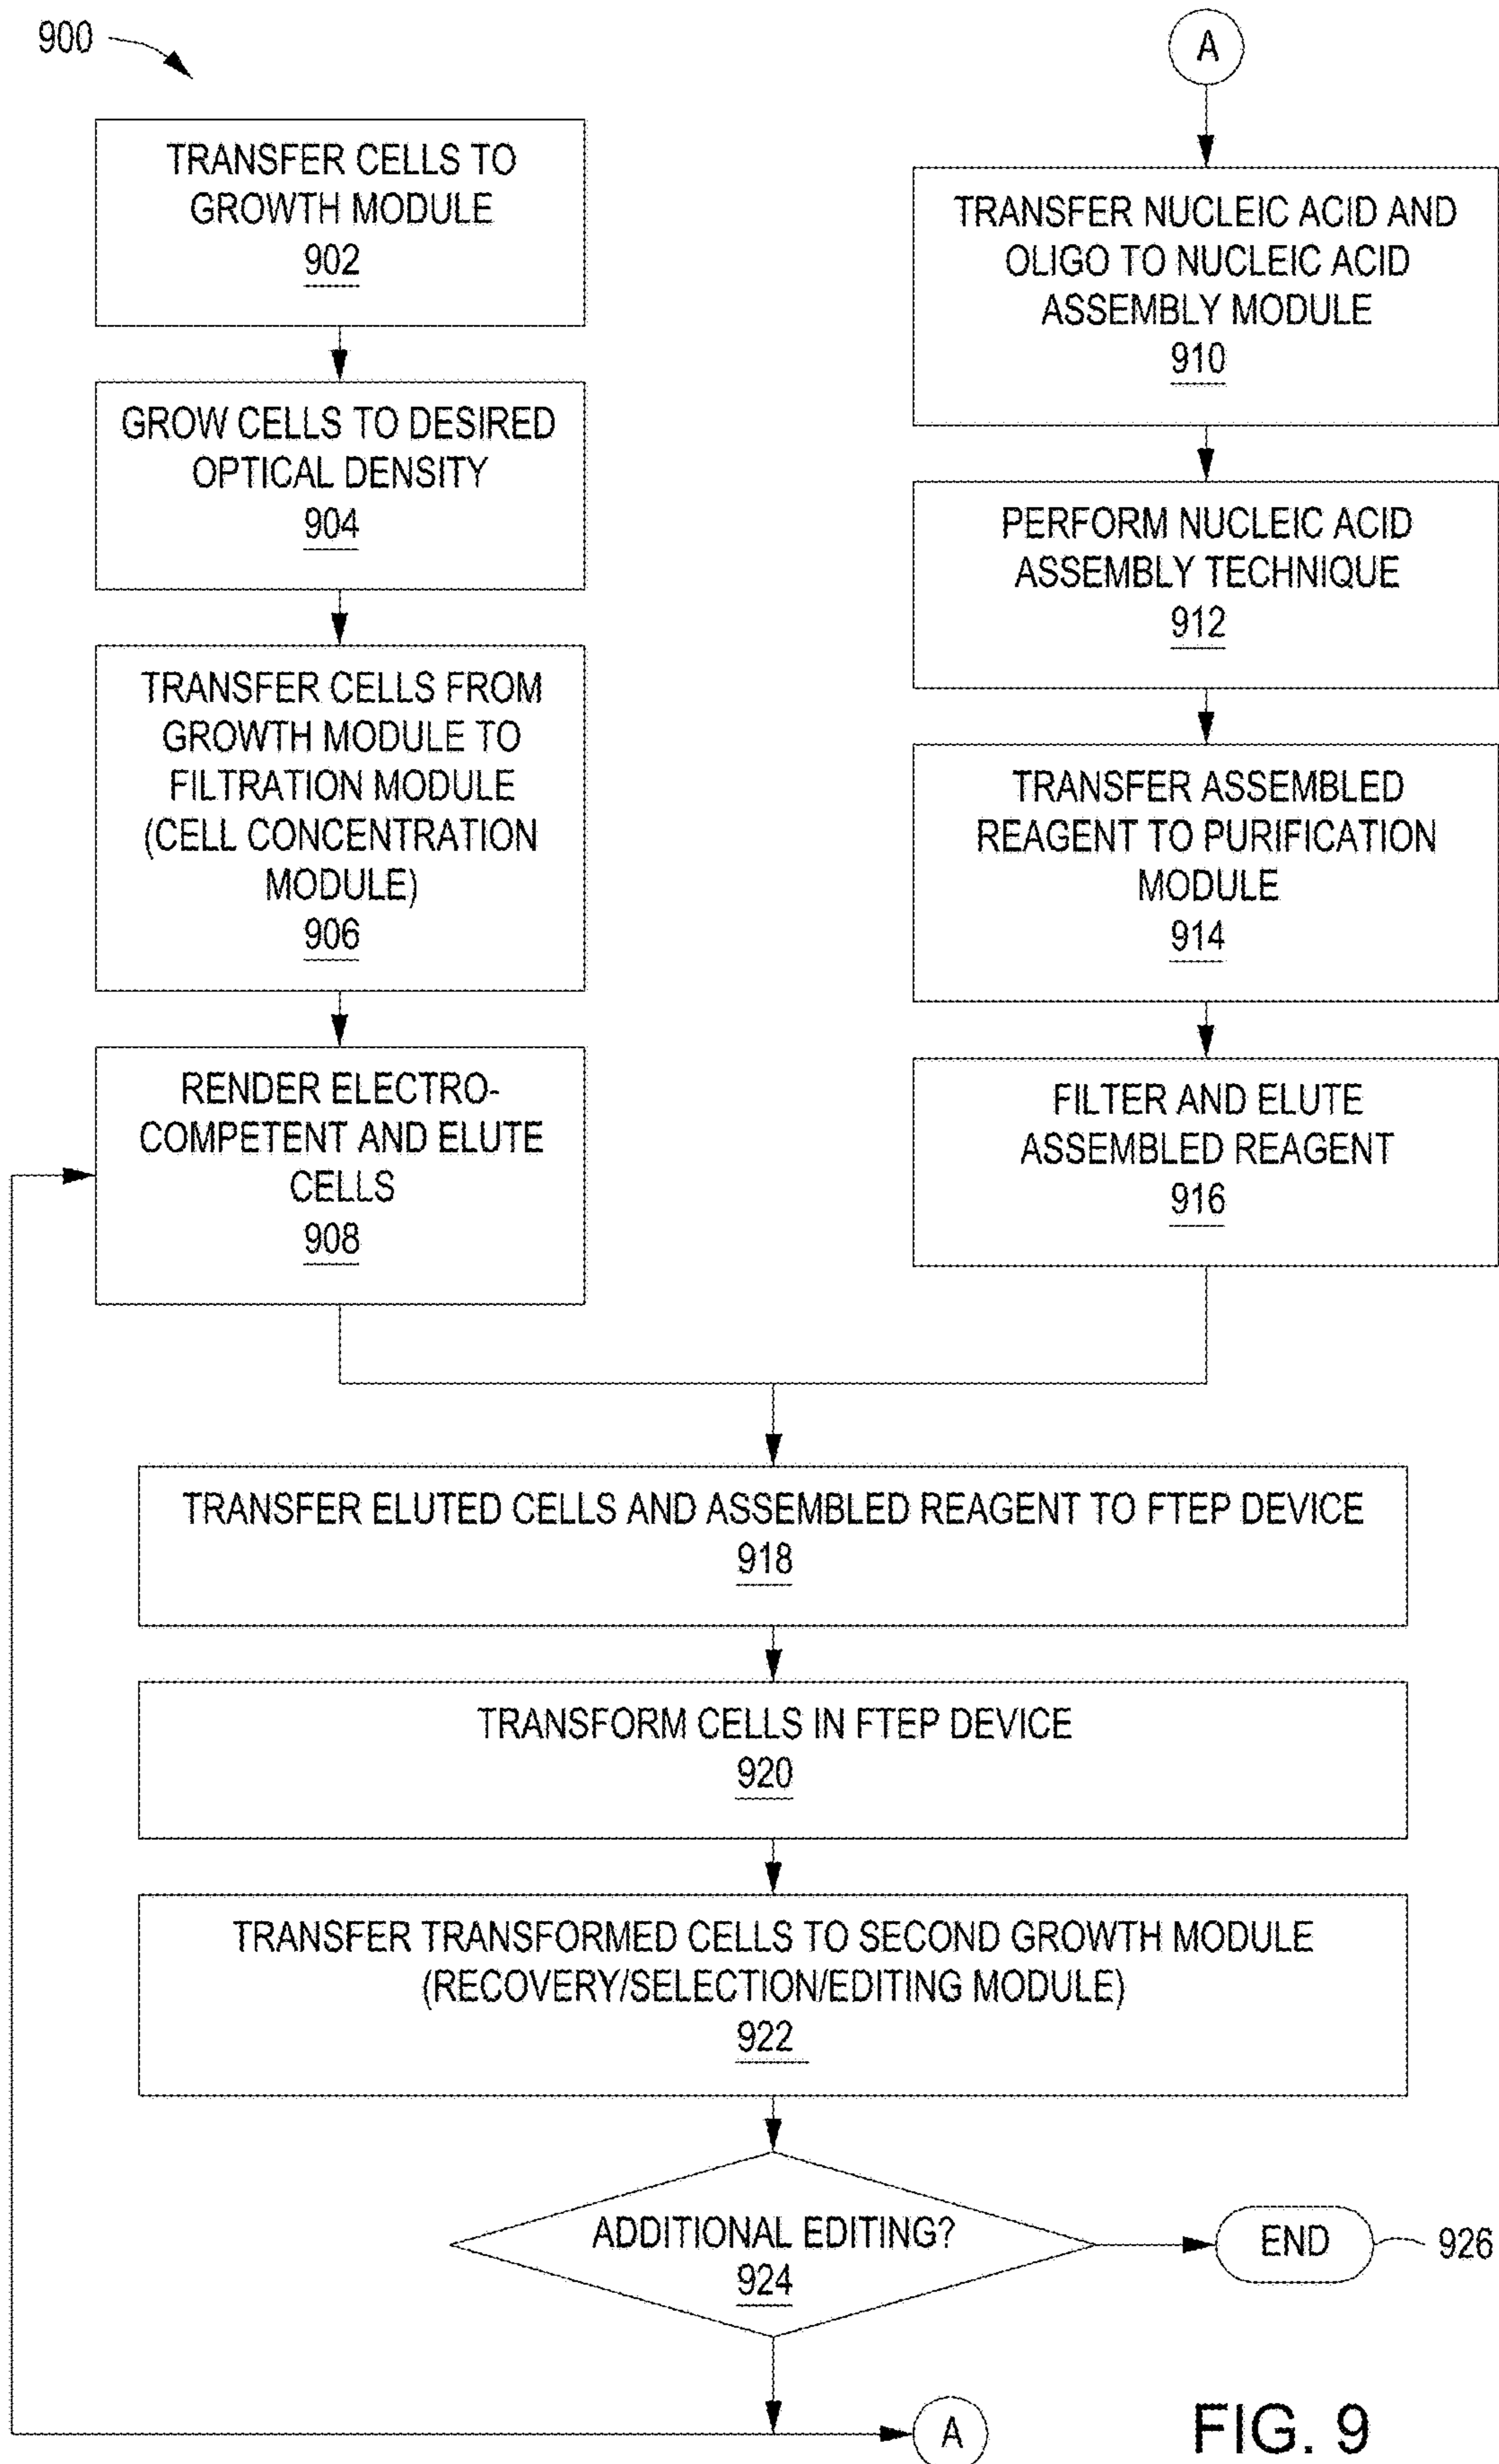 900
TRANSFER CELLS TO
GROWTH MODULE
902
GROW CELLS TO DESIRED
OPTICAL DENSITY
904
TRANSFER CELLS FROM
GROWTH MODULE TO
FILTRATION MODULE
(CELL CONCENTRATION
MODULE)
906
RENDER ELECTRO-
COMPETENT AND ELUTE
CELLS
908
A
TRANSFER NUCLEIC ACID AND
OLIGO TO NUCLEIC ACID
ASSEMBLY MODULE
910
PERFORM NUCLEIC ACID
ASSEMBLY TECHNIQUE
912
TRANSFER ASSEMBLED
REAGENT TO PURIFICATION
MODULE
914
FILTER AND ELUTE
ASSEMBLED REAGENT
916
TRANSFER ELUTED CELLS AND ASSEMBLED REAGENT TO FTEP DEVICE
918
TRANSFORM CELLS IN FTEP DEVICE
920
TRANSFER TRANSFORMED CELLS TO SECOND GROWTH MODULE
(RECOVERY/SELECTION/EDITING MODULE)
922
ADDITIONAL EDITING?
924
END
926
A
FIG. 9